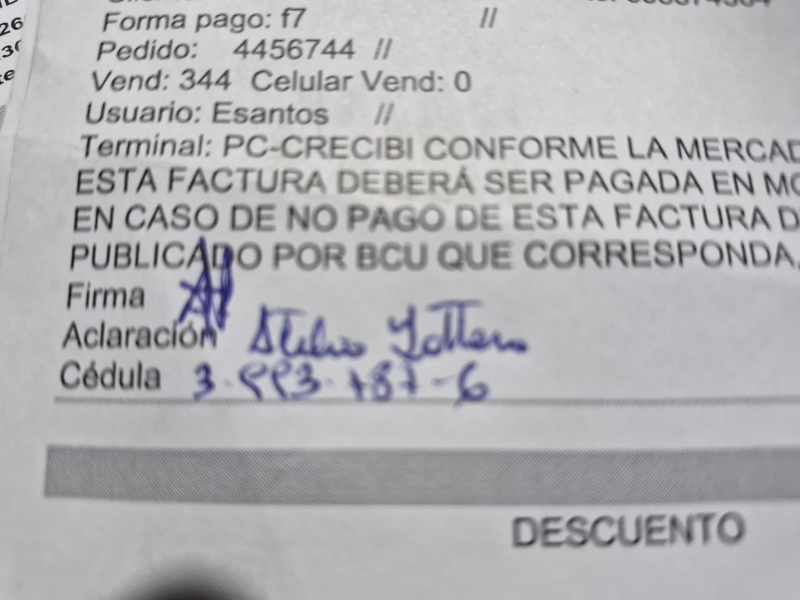 Forma pago: f7 //
Pedido: 4456744 //
Vend: 344 Celular Vend: 0
Usuario: Esantos //
Terminal: PC-CRECIBI CONFORME LA MERCAD
ESTA FACTURA DEBERÁ SER PAGADA EN MO
EN CASO DE NO PAGO DE ESTA FACTURA D
PUBLICADO POR BCU QUE CORRESPONDA,
Firma
Aclaración
Cédula
DESCUENTO